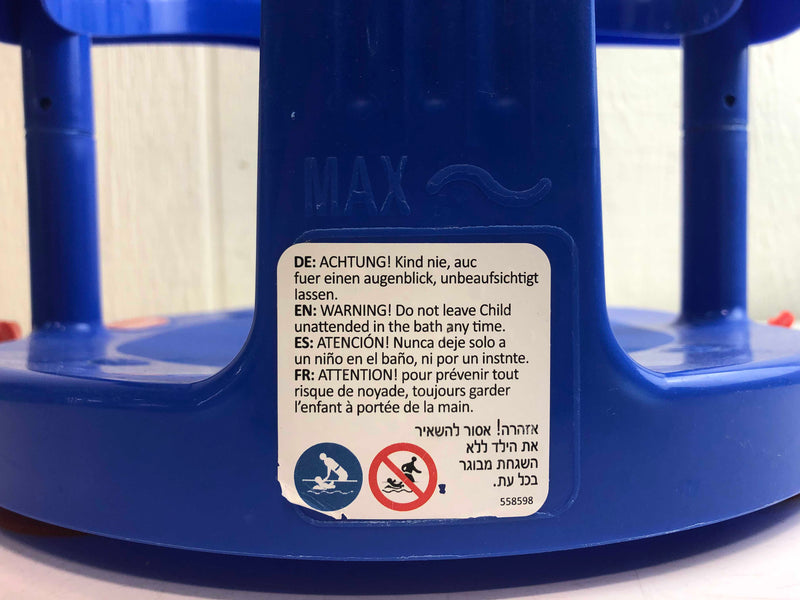 MAX
DE: ACHTUNG! Kind nie, auc
fuer einen augenblick, unbeaufsichtigt
lassen.
EN: WARNING! Do not leave Child
unattended in the bath any time.
ES: ATENCIÓN! Nunca deje solo a
un niño en el baño, ni por un instnte.
FR: ATTENTION! pour prévenir tout
risque de noyade, toujours garder
l'enfant à portée de la main.
אזהרה! אסור להשאיר
את הילד ללא
השגחת מבוגר
בכל עת.
558598